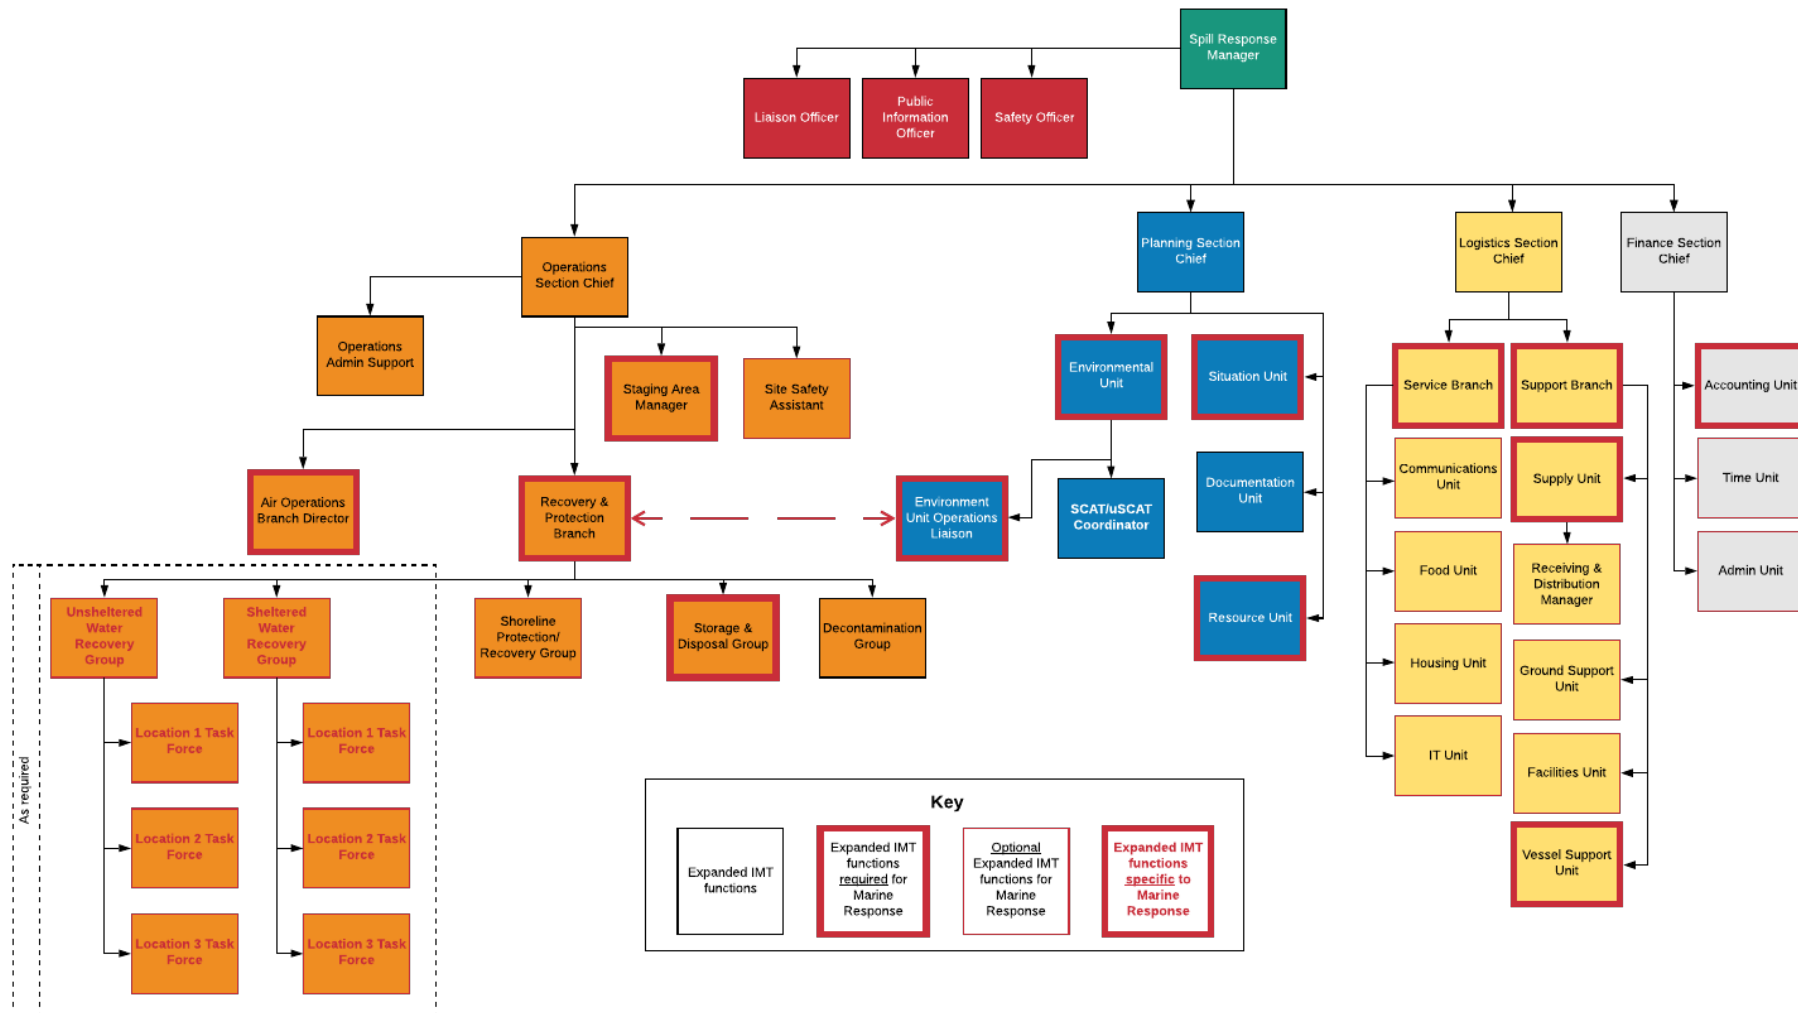 Spill Response
Manager
Liaison Officer
Public
Information
Officer
Safety Officer
Operations
Section Chief
Planning Section
Chief
Logistics Section
Chief
Finance Section
Chief
Operations
Admin Support
Staging Area
Manager
Site Safety
Assistant
Environmental
Unit
Situation Unit
Service Branch
Support Branch
Accounting Unit
Air Operations
Branch Director
Recovery &
Protection
Branch
Environment
Unit Operations
Liaison
SCAT/uSCAT
Coordinator
Documentation
Unit
Communications
Unit
Supply Unit
Time Unit
Resource Unit
Food Unit
Receiving &
Distribution
Manager
Admin Unit
Housing Unit
Ground Support
Unit
IT Unit
Facilities Unit
Vessel Support
Unit
As required
Unsheltered
Water
Recovery
Group
Sheltered
Water
Recovery
Group
Shoreline
Protection/
Recovery Group
Storage &
Disposal Group
Decontamination
Group
Location 1 Task
Force
Location 1 Task
Force
Location 2 Task
Force
Location 2 Task
Force
Location 3 Task
Force
Location 3 Task
Force
Key
Expanded IMT
functions
Expanded IMT
functions
required for
Marine
Response
Optional
Expanded IMT
functions for
Marine
Response
Expanded IMT
functions
specific to
Marine
Response